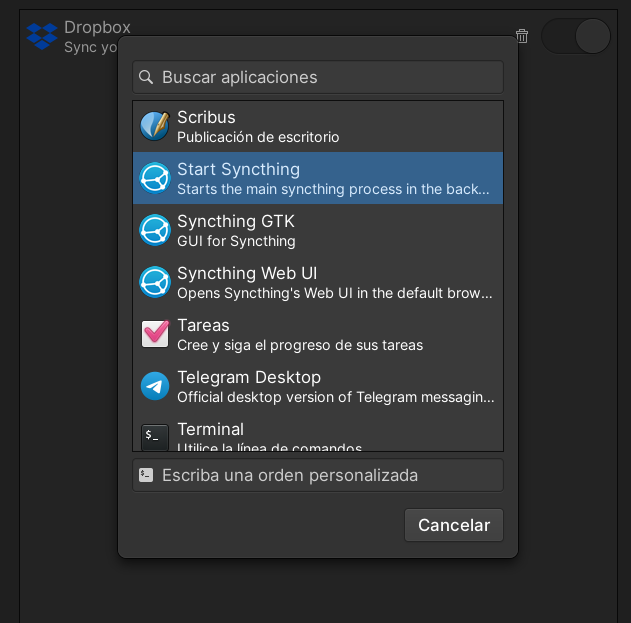 Dropbox
Sync yo
Buscar aplicaciones
Scribus
Publicación de escritorio
Start Syncthing
Starts the main syncthing process in the back...
Syncthing GTK
GUI for Syncthing
Syncthing Web UI
Opens Syncthing's Web UI in the default brow...
Tareas
Cree y siga el progreso de sus tareas
Telegram Desktop
Official desktop version of Telegram messagin...
Terminal
Utilice la línea de comandos
Escriba una orden personalizada
Cancelar